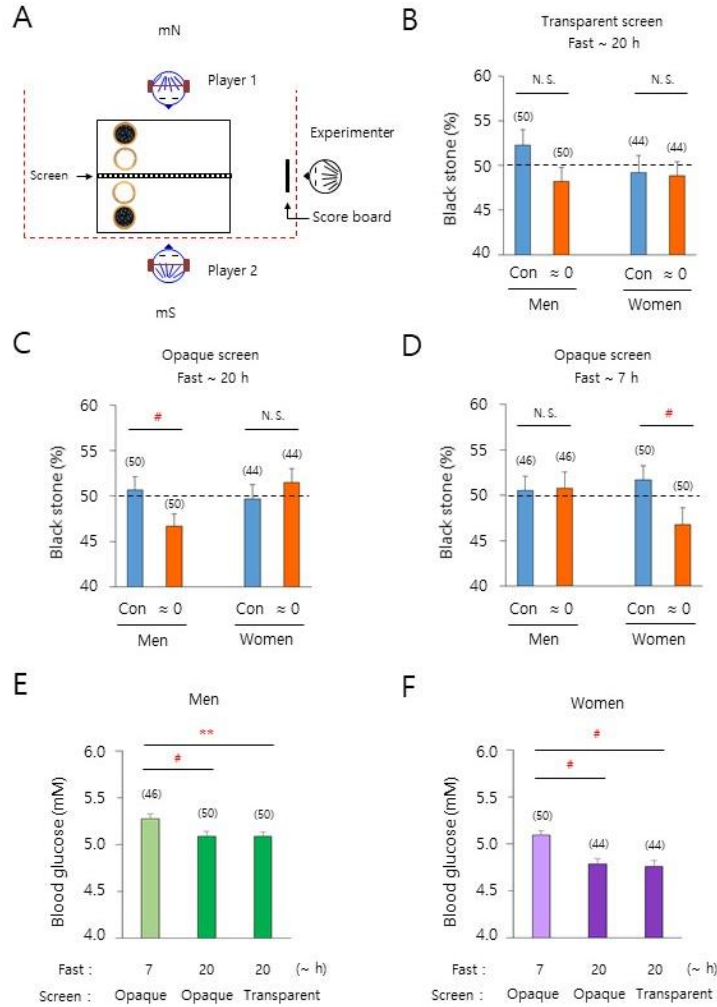 A
mN
Player 1
Experimenter
Screen
Score board
Player 2
mS
B
Transparent screen
Fast ~ 20 h
Black stone (%)
60
55
50
45
40
N. S.
N. S.
(50)
(50)
(44)
(44)
Con ≈ 0 Con ≈ 0
Men Women
C
Opaque screen
Fast ~ 20 h
Black stone (%)
60
55
50
45
40
#
N. S.
(50)
(50)
(44)
(44)
Con ≈ 0 Con ≈ 0
Men Women
D
Opaque screen
Fast ~ 7 h
Black stone (%)
60
55
50
45
40
N. S.
#
(46)
(46)
(50)
(50)
Con ≈ 0 Con ≈ 0
Men Women
E
Men
Blood glucose (mM)
6.0
5.5
5.0
4.5
4.0
**
#
(46)
(50)
(50)
Fast : 7 20 20 (~ h)
Screen : Opaque Opaque Transparent
F
Women
Blood glucose (mM)
6.0
5.5
5.0
4.5
4.0
#
#
(50)
(44)
(44)
Fast : 7 20 20 (~ h)
Screen : Opaque Opaque Transparent